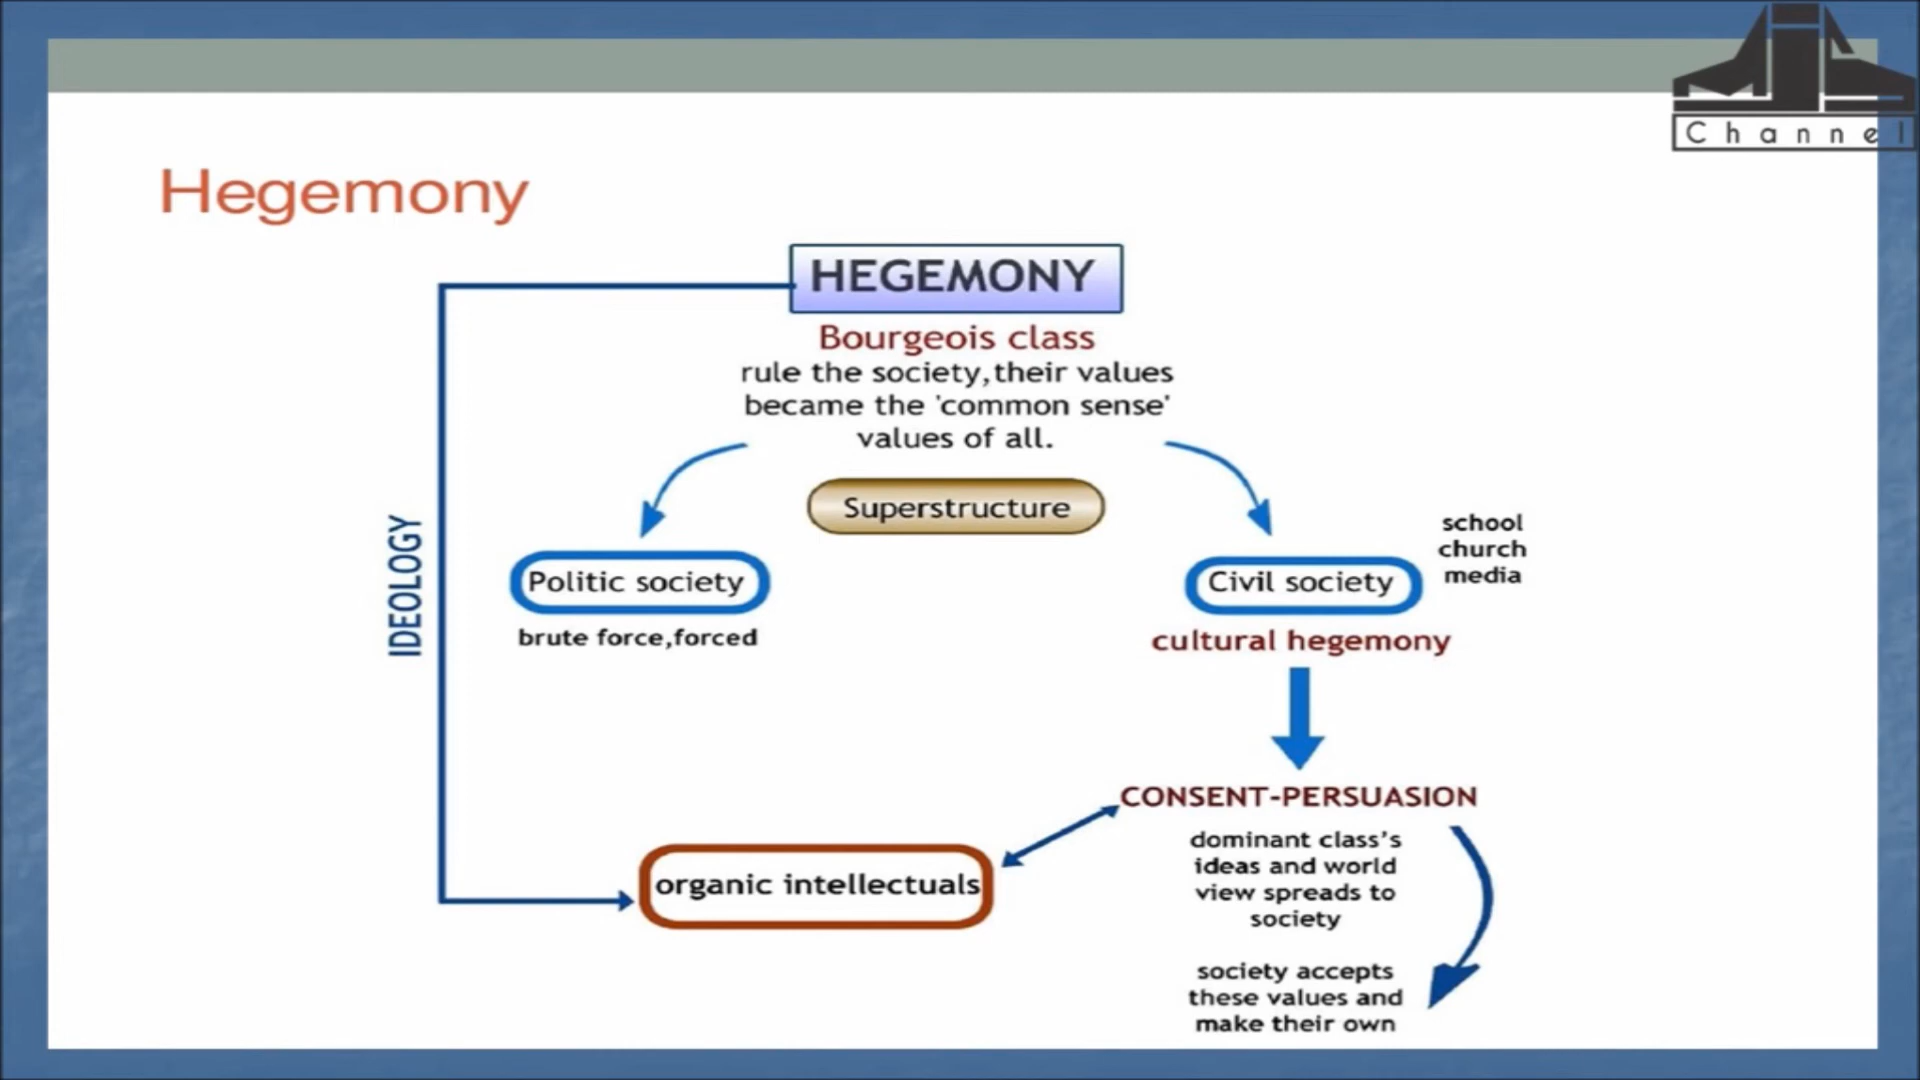 Channel
Hegemony
HEGEMONY
Bourgeois class
rule the society,their values
became the 'common sense'
values of all.
Superstructure
IDEOLOGY
Politic society
brute force,forced
Civil society
school
church
media
cultural hegemony
CONSENT-PERSUASION
dominant class's
ideas and world
view spreads to
society
organic intellectuals
society accepts
these values and
make their own